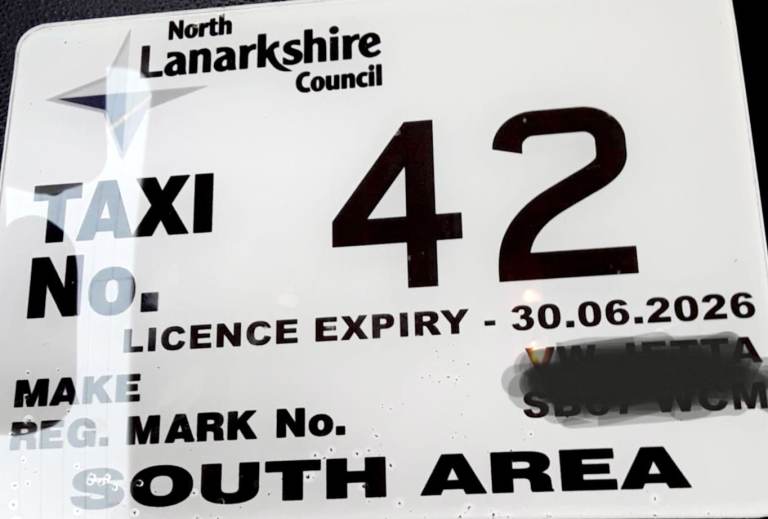 North
Lanarkshire
Council
TAXI
No.
42
LICENCE EXPIRY - 30.06.2026
MAKE
REG. MARK No.
SOUTH AREA